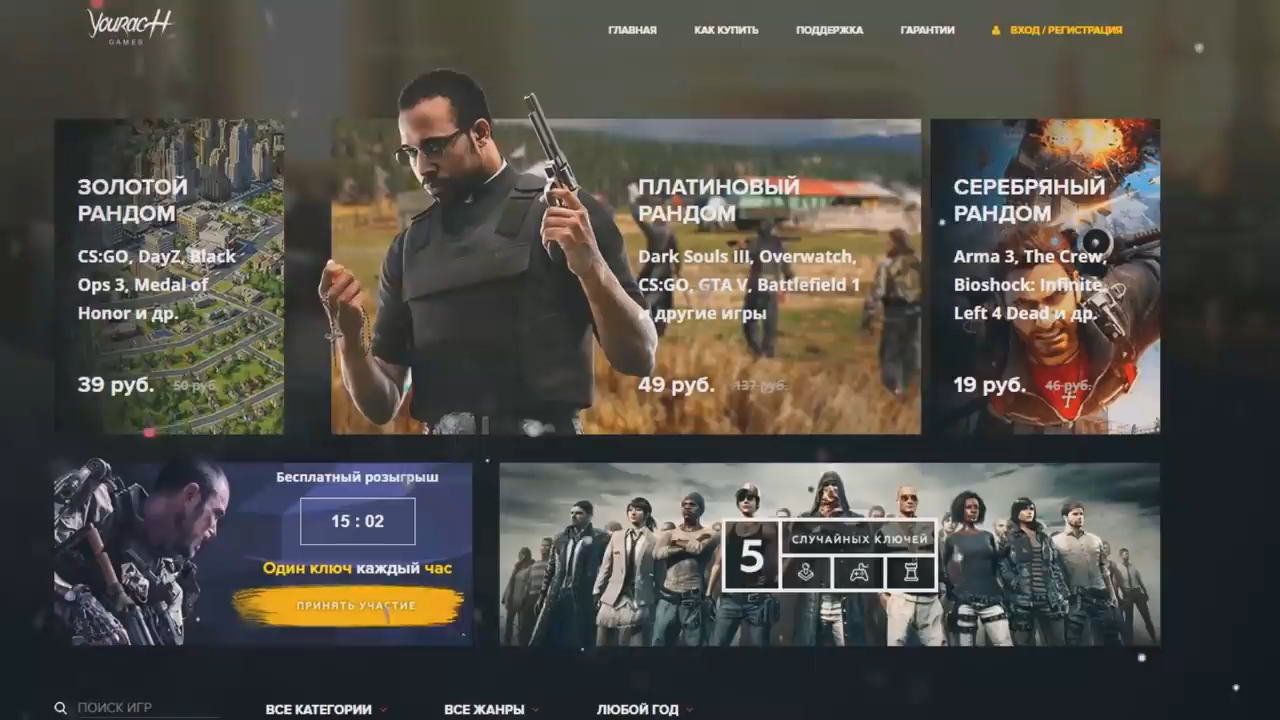 YOURACH
GAMES
ГЛАВНАЯ
КАК КУПИТЬ
ПОДДЕРЖКА
ГАРАНТИИ
ВХОД / РЕГИСТРАЦИЯ
ЗОЛОТОЙ
РАНДОМ
CS:GO, DayZ, Black
Ops 3, Medal of
Honor и др.
39 руб. 50 руб.
ПЛАТИНОВЫЙ
РАНДОМ
Dark Souls III, Overwatch,
CS:GO, GTA V, Battlefield 1
и другие игры
49 руб. 137 руб.
СЕРЕБРЯНЫЙ
РАНДОМ
Arma 3, The Crew,
Bioshock: Infinite,
Left 4 Dead и др.
19 руб. 46 руб.
Бесплатный розыгрыш
15 : 02
Один ключ каждый час
ПРИНЯТЬ УЧАСТИЕ
5
СЛУЧАЙНЫХ КЛЮЧЕЙ
ПОИСК ИГР
ВСЕ КАТЕГОРИИ
ВСЕ ЖАНРЫ
ЛЮБОЙ ГОД